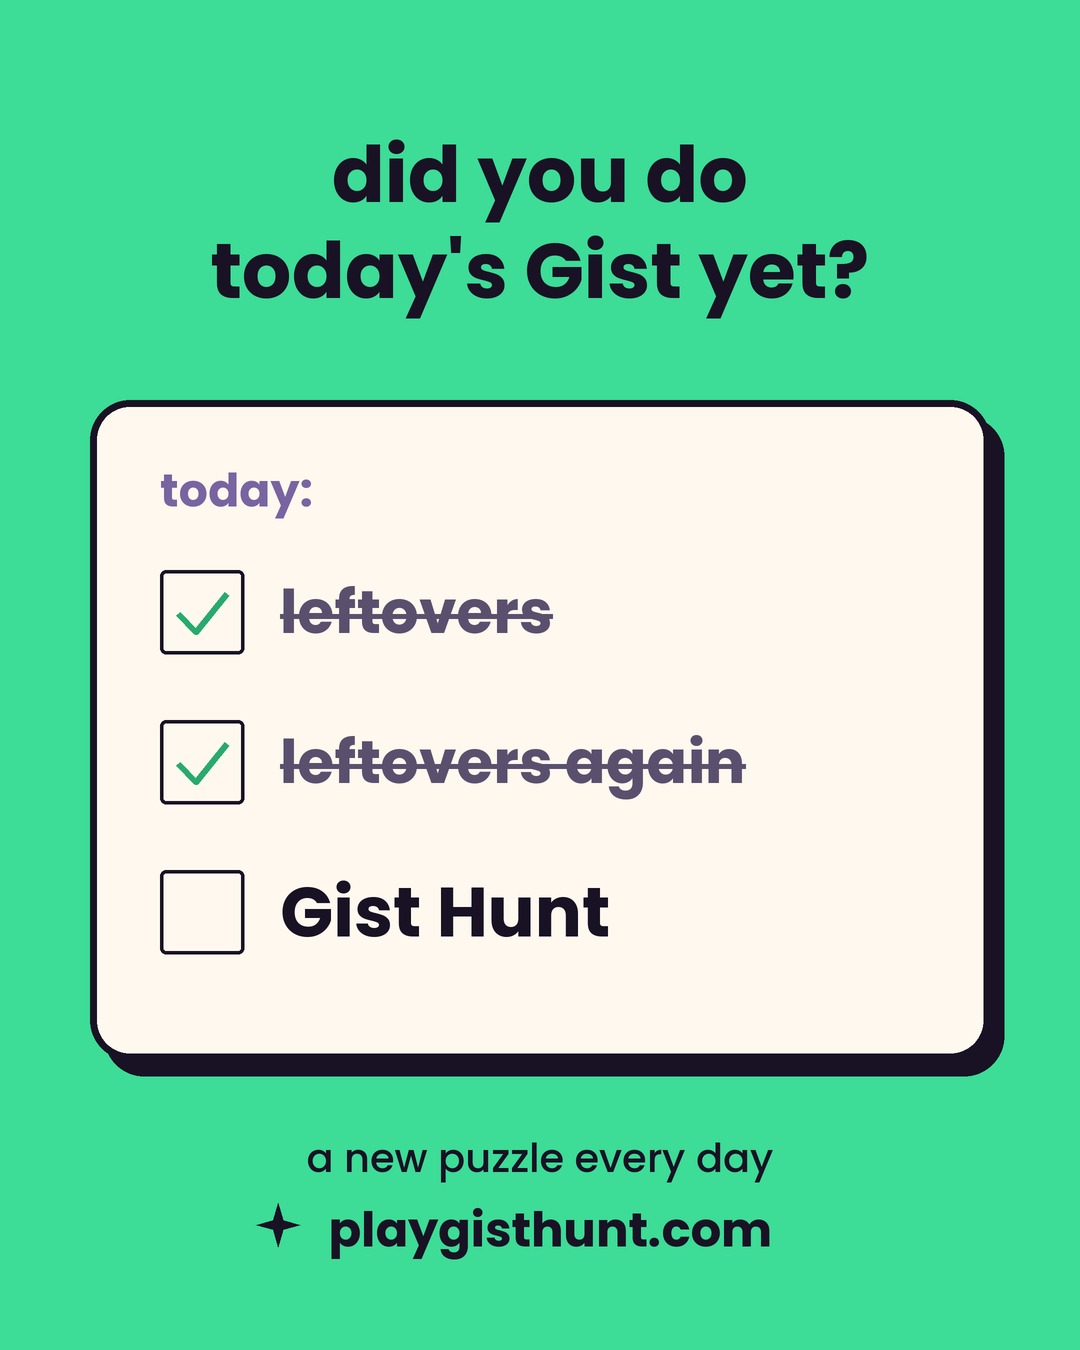 did you do
today's Gist yet?
today:
leftovers
leftovers again
Gist Hunt
a new puzzle every day
playgisthunt.com